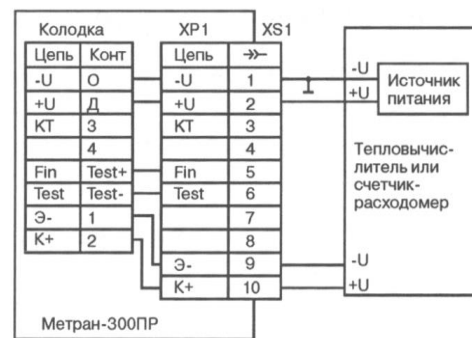 Колодка XP1 XS1
Цепь Конт Цепь
-U О -U 1 -U
+U Д +U 2 +U
Источник питания
КТ 3 КТ 3
4 4
Fin Test+ Fin 5
Test Test- Test 6
Тепловычис-
литель или
счетчик-
расходомер
Э- 1 7
К+ 2 8
Э- 9 -U
К+ 10 +U
Метран-300ПР